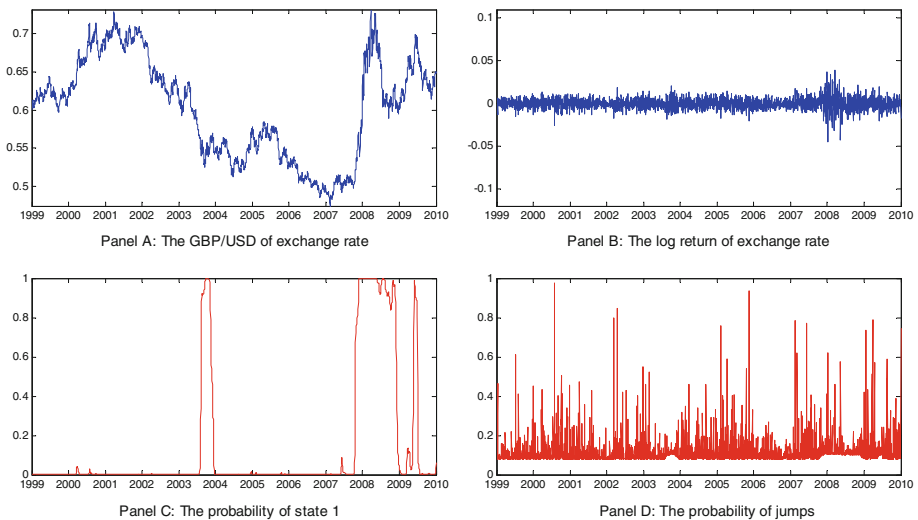 0.7
0.65
0.6
0.55
0.5
1999 2000 2001 2002 2003 2004 2005 2006 2007 2008 2009 2010
Panel A: The GBP/USD of exchange rate
0.1
0.05
0
-0.05
-0.1
1999 2000 2001 2002 2003 2004 2005 2006 2007 2008 2009 2010
Panel B: The log return of exchange rate
1
0.8
0.6
0.4
0.2
0
1999 2000 2001 2002 2003 2004 2005 2006 2007 2008 2009 2010
Panel C: The probability of state 1
1
0.8
0.6
0.4
0.2
0
1999 2000 2001 2002 2003 2004 2005 2006 2007 2008 2009 2010
Panel D: The probability of jumps